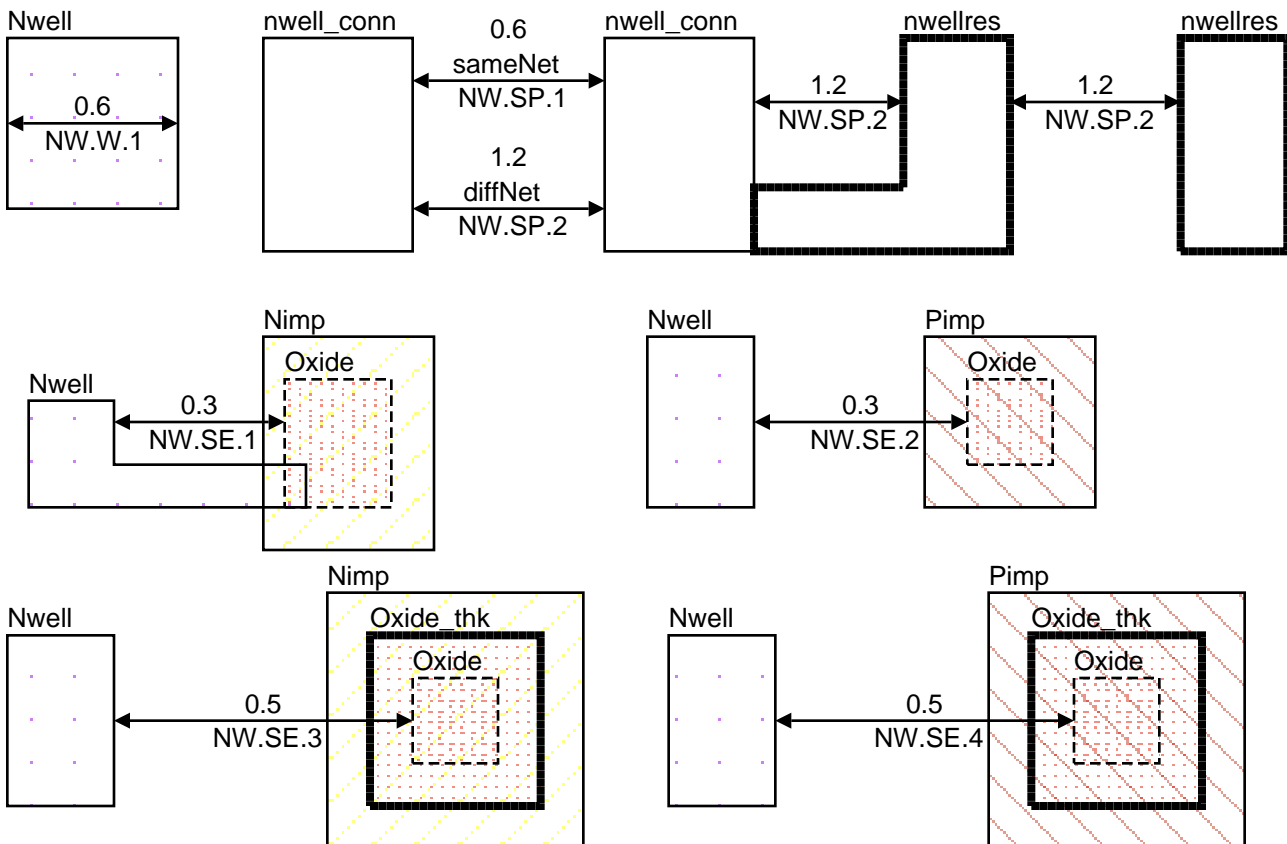 Nwell
nwell_conn
nwell_conn
nwellres
nwellres
0.6
NW.W.1
0.6
sameNet
NW.SP.1
1.2
diffNet
NW.SP.2
1.2
NW.SP.2
1.2
NW.SP.2
Nimp
Oxide
Nwell
0.3
NW.SE.1
Nwell
Pimp
Oxide
0.3
NW.SE.2
Nimp
Nwell
Oxide_thk
Oxide
0.5
NW.SE.3
Pimp
Nwell
Oxide_thk
Oxide
0.5
NW.SE.4